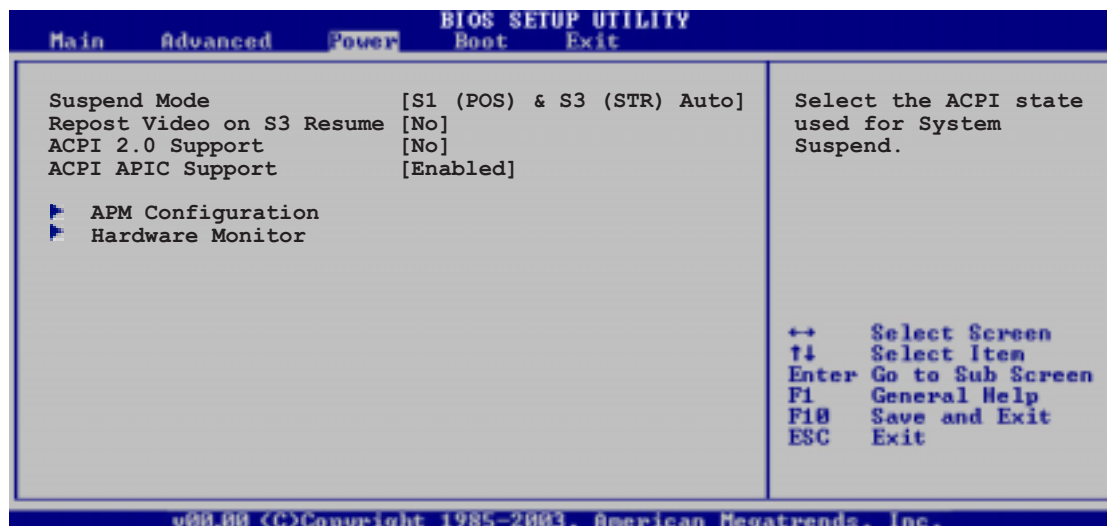 BIOS SETUP UTILITY
Main Advanced Power Boot Exit
Suspend Mode [S1 (POS) & S3 (STR) Auto]
Repost Video on S3 Resume [No]
ACPI 2.0 Support [No]
ACPI APIC Support [Enabled]
APM Configuration
Hardware Monitor
Select the ACPI state
used for System
Suspend.
↔ Select Screen
↑↓ Select Item
Enter Go to Sub Screen
F1 General Help
F10 Save and Exit
ESC Exit
v00.00 (C)Copyright 1985-2003, American Megatrends, Inc.